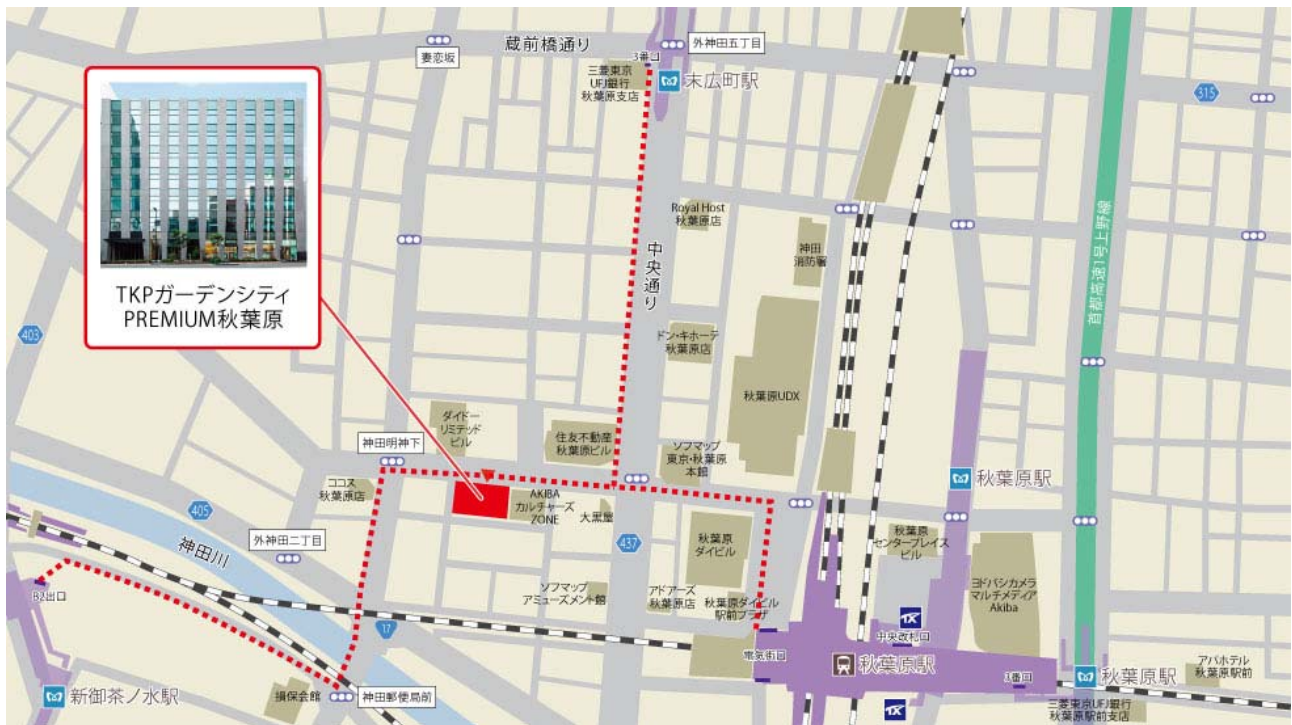 蔵前橋通り
妻恋坂
3番口
外神田五丁目
三菱東京
UFJ銀行
秋葉原支店
末広町駅
315
TKPガーデンシティ
PREMIUM秋葉原
Royal Host
秋葉原店
神田
消防署
中央通り
首都高速1号上野線
403
ドン・キホーテ
秋葉原店
秋葉原UDX
ダイドー
リミテッド
ビル
神田明神下
住友不動産
秋葉原ビル
ソフマップ
東京・秋葉原
本館
秋葉原駅
ココス
秋葉原店
AKIBA
カルチャーズ
ZONE
大黒屋
405
外神田二丁目
神田川
437
秋葉原
ダイビル
秋葉原
センタープレイス
ビル
ヨドバシカメラ
マルチメディア
Akiba
B2出口
ソフマップ
アミューズメント館
アドアーズ
秋葉原店
秋葉原ダイビル
駅前プラザ
17
TX
中央改札口
電気街口
秋葉原駅
3番口
秋葉原駅
アパホテル
秋葉原駅前
新御茶ノ水駅
損保会館
神田郵便局前
TX
三菱東京UFJ銀行
秋葉原駅前支店